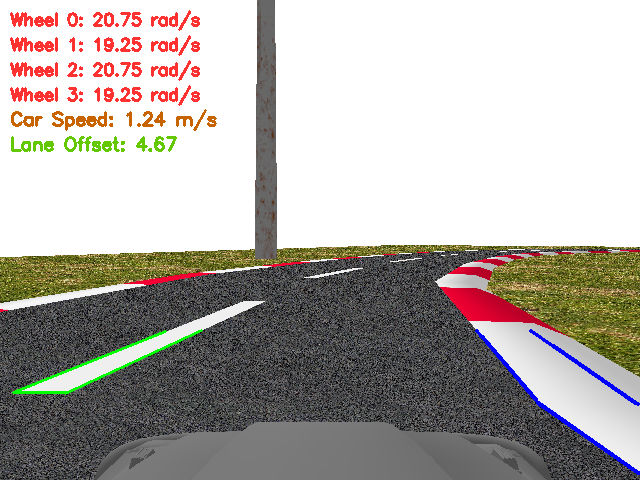 Wheel 0: 20.75 rad/s
Wheel 1: 19.25 rad/s
Wheel 2: 20.75 rad/s
Wheel 3: 19.25 rad/s
Car Speed: 1.24 m/s
Lane Offset: 4.67